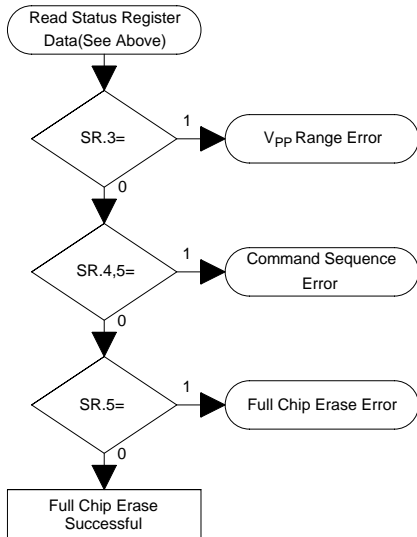 Read Status Register
Data(See Above)
SR.3=
1
VPP Range Error
0
SR.4,5=
1
Command Sequence
Error
0
SR.5=
1
Full Chip Erase Error
0
Full Chip Erase
Successful